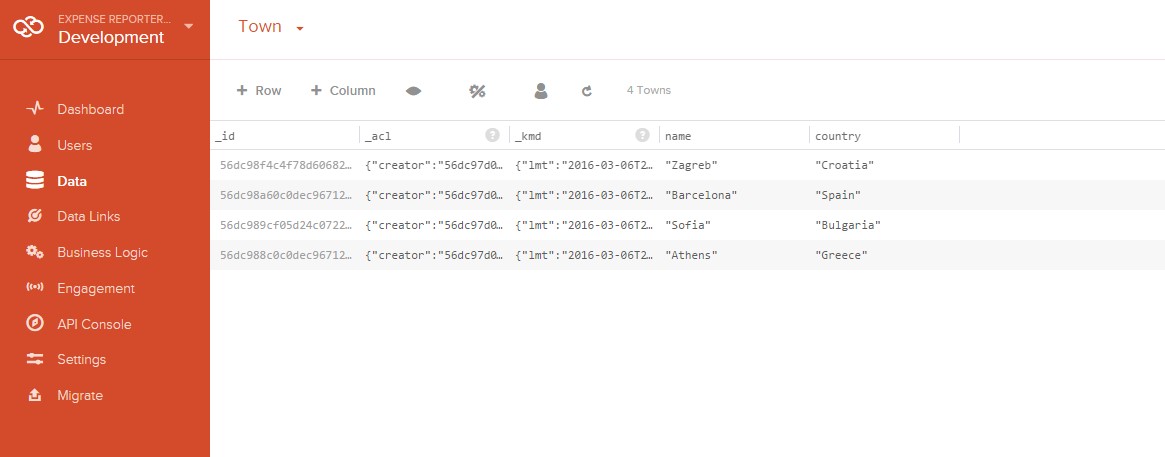 EXPENSE REPORTER...
Development
Dashboard
Users
Data
Data Links
Business Logic
Engagement
API Console
Settings
Migrate
Town
+ Row + Column 4 Towns
_id _acl ? _kmd ? name country
56dc98f4c4f78d60682… {"creator":"56dc97d0… {"lmt":"2016-03-06T2… "Zagreb" "Croatia"
56dc98a60c0dec96712… {"creator":"56dc97d0… {"lmt":"2016-03-06T2… "Barcelona" "Spain"
56dc989cf05d24c0722… {"creator":"56dc97d0… {"lmt":"2016-03-06T2… "Sofia" "Bulgaria"
56dc988c0c0dec96712… {"creator":"56dc97d0… {"lmt":"2016-03-06T2… "Athens" "Greece"